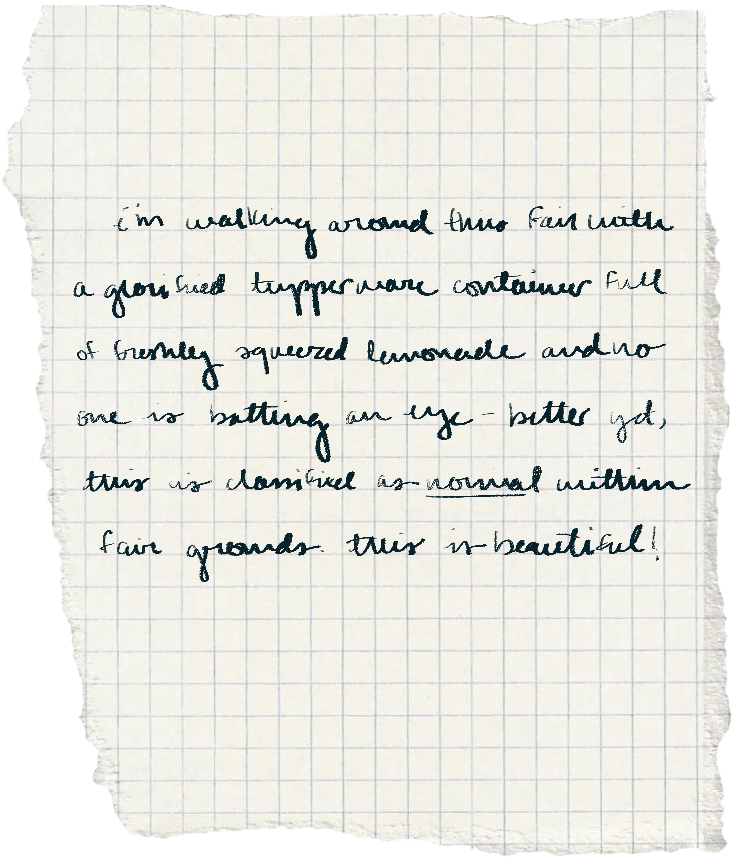 i'm walking around this fair with
a glorified tupperware container full
of freshley squeezed lemonade and no
one is batting an eye - better yet,
this is classified as normal within
fair grounds. this is beautiful!